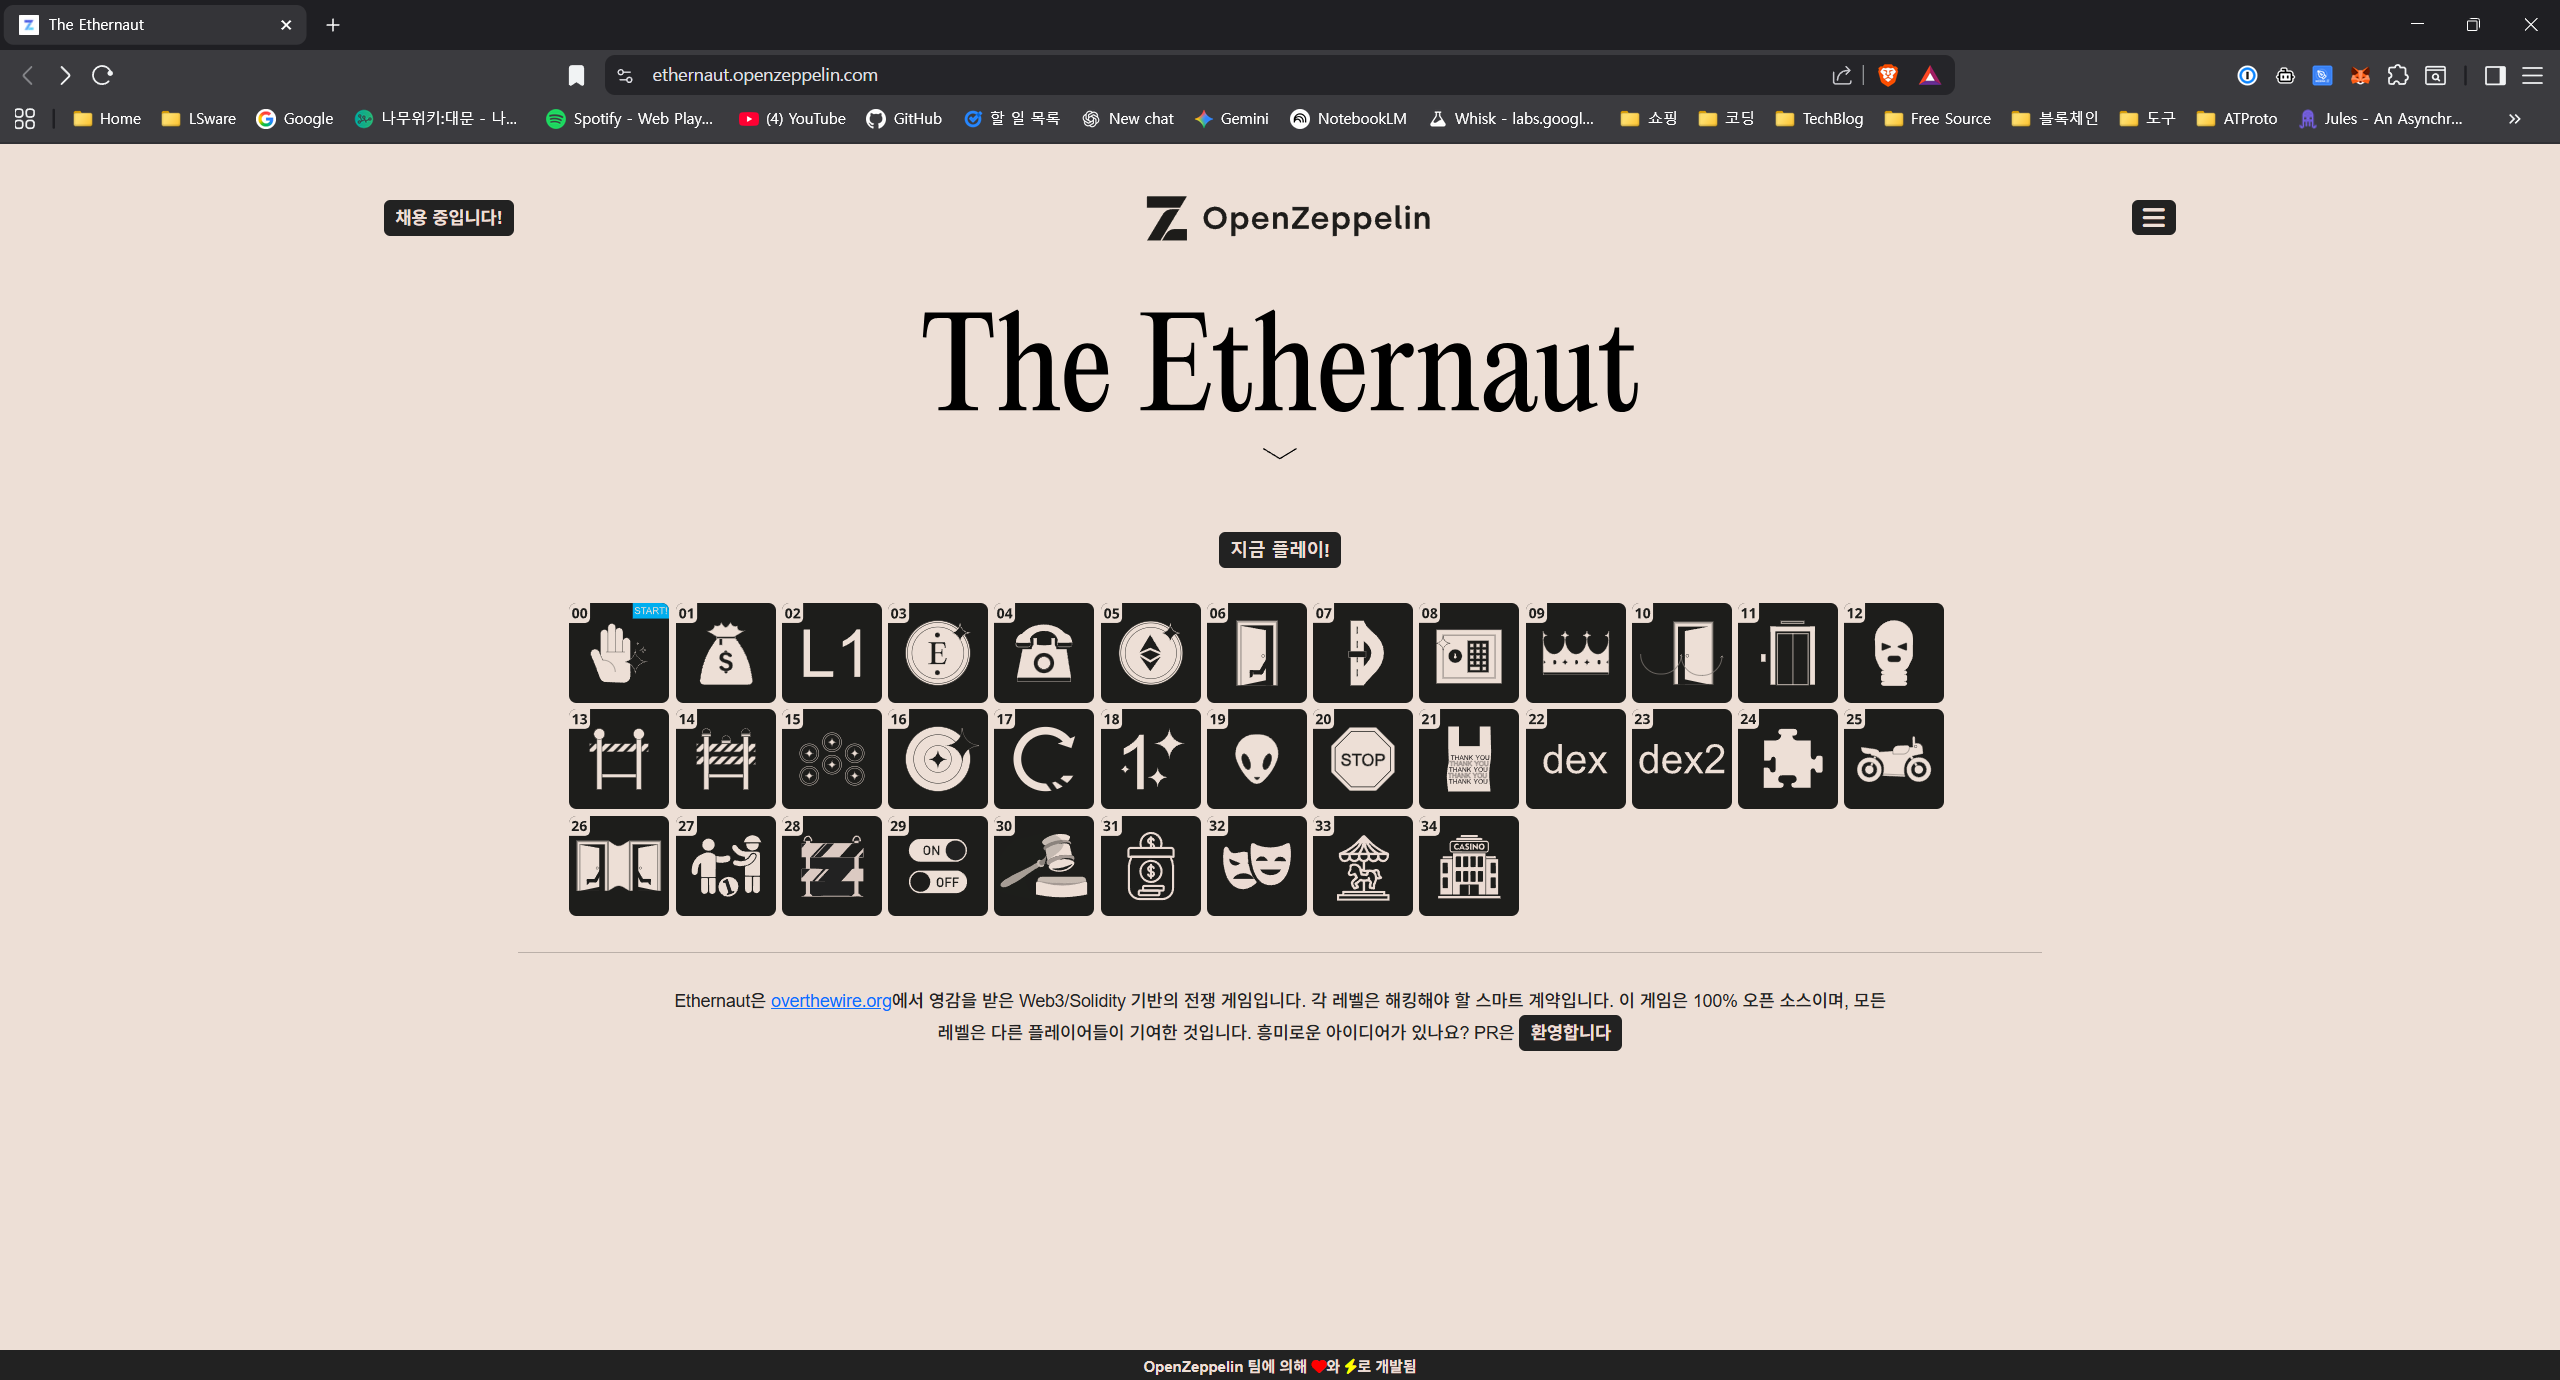 The Ethernaut
ethernaut.openzeppelin.com
Home LSware Google 나무위키:대문 - 나... Spotify - Web Play... (4) YouTube GitHub 할 일 목록 New chat Gemini NotebookLM Whisk - labs.googl... 쇼핑 코딩 TechBlog Free Source 블록체인 도구 ATProto Jules - An Asynchr...
채용 중입니다!
OpenZeppelin
The Ethernaut
지금 플레이!
00 START! 01 02 03 04 05 06 07 08 09 10 11 12
$ L1 E
13 14 15 16 17 18 19 20 21 22 23 24 25
1 STOP dex dex2
THANK YOU
THANK YOU
THANK YOU
THANK YOU
THANK YOU
26 27 28 29 30 31 32 33 34
ON
OFF
$
$
CASINO
Ethernaut은 overthewire.org에서 영감을 받은 Web3/Solidity 기반의 전쟁 게임입니다. 각 레벨은 해킹해야 할 스마트 계약입니다. 이 게임은 100% 오픈 소스이며, 모든
레벨은 다른 플레이어들이 기여한 것입니다. 흥미로운 아이디어가 있나요? PR은 환영합니다
OpenZeppelin 팀에 의해 ❤와 ⚡로 개발됨